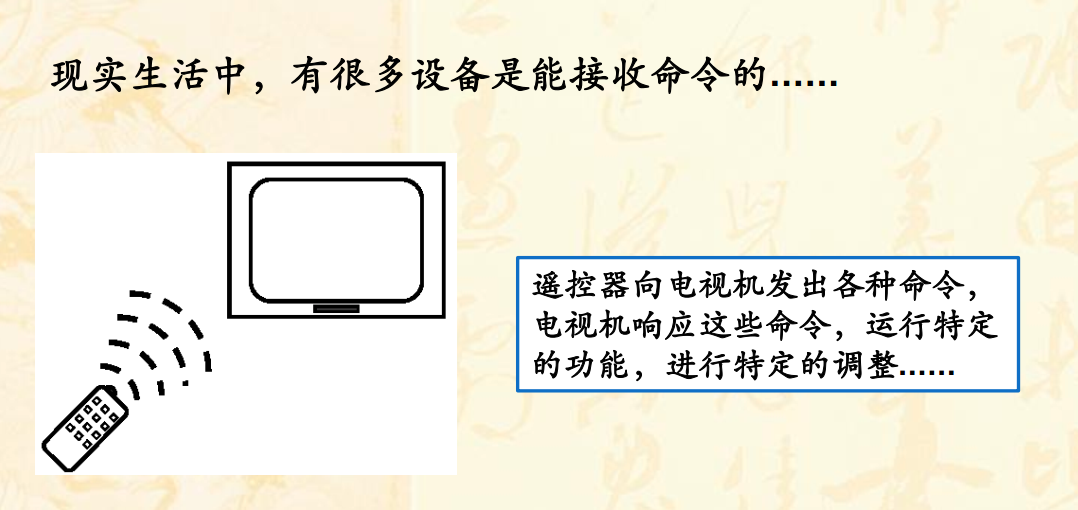 现实生活中，有很多设备是能接收命令的......
遥控器向电视机发出各种命令，
电视机响应这些命令，运行特定
的功能，进行特定的调整......